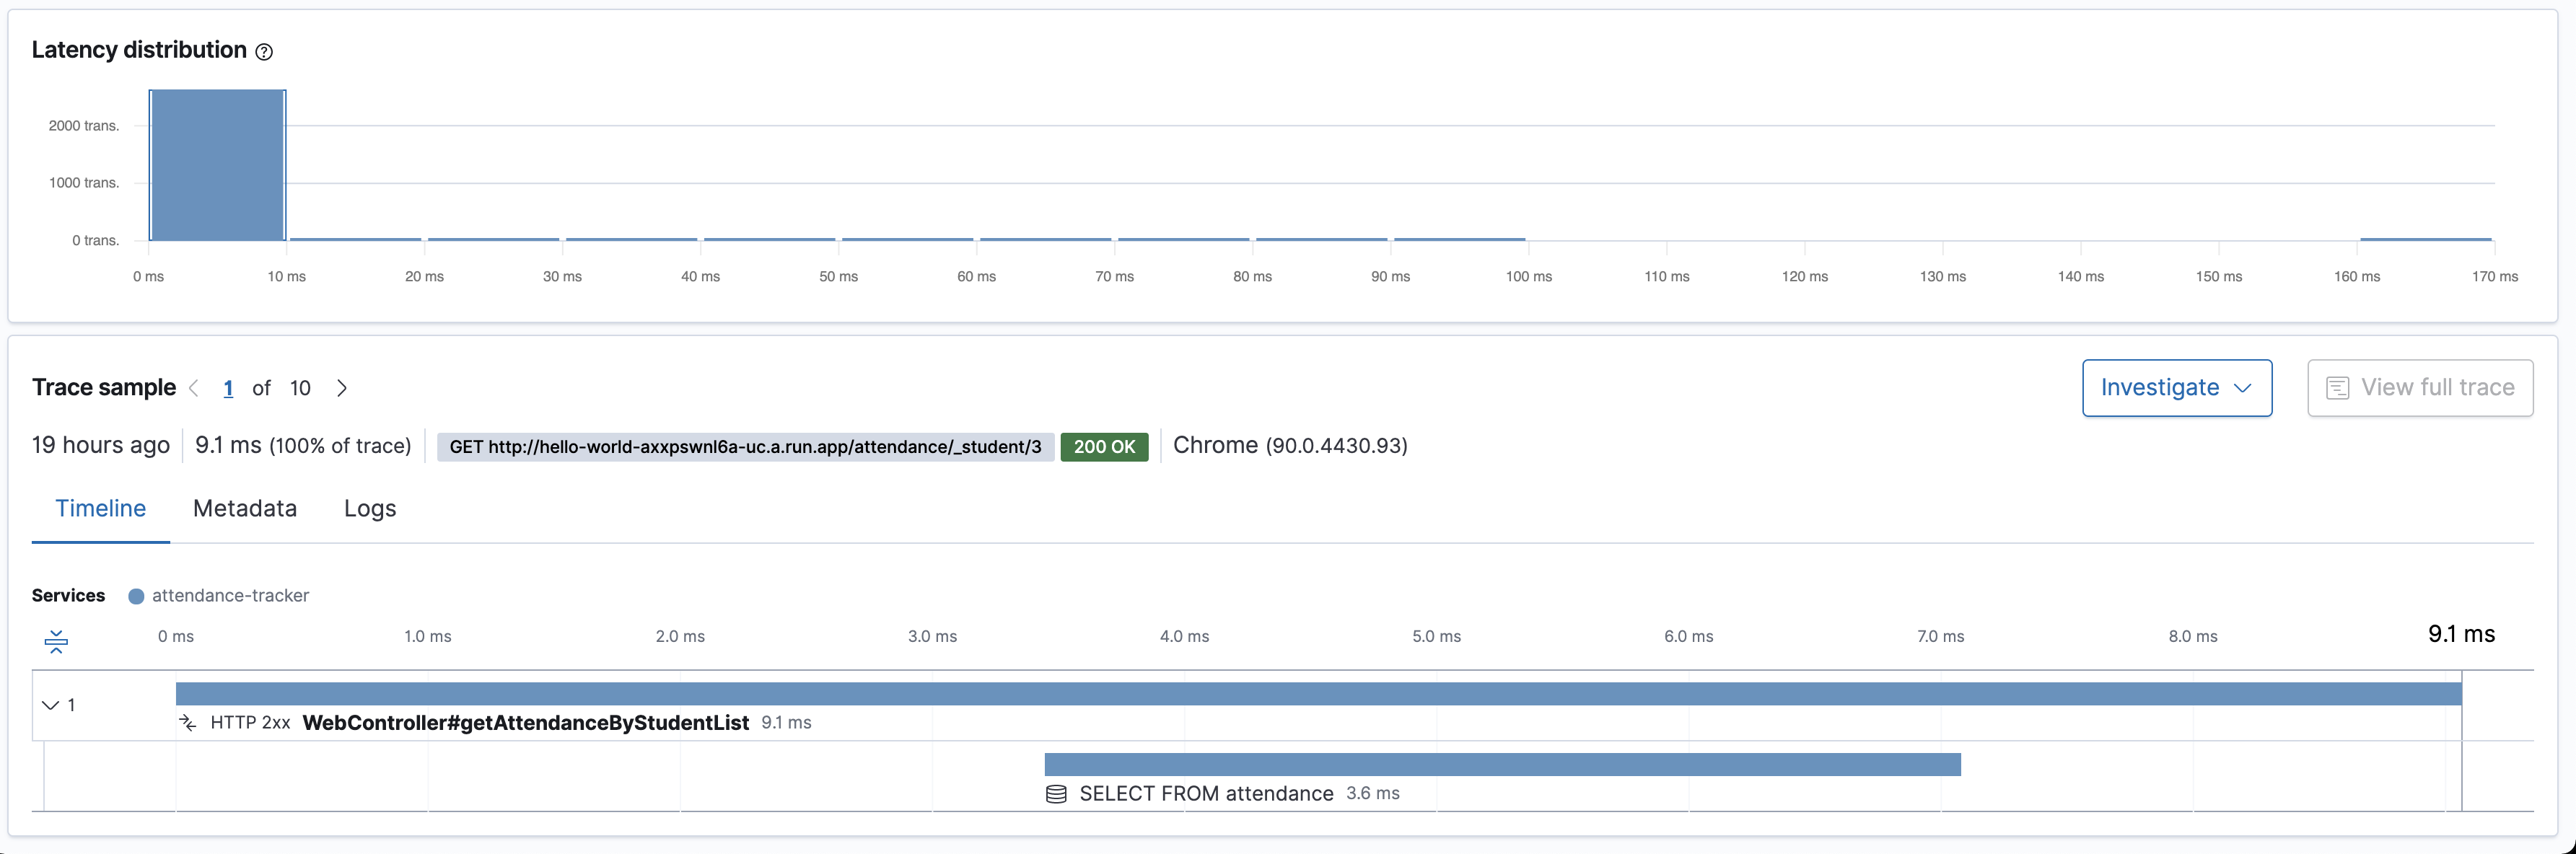 Latency distribution
2000 trans.
1000 trans.
0 trans.
0 ms 10 ms 20 ms 30 ms 40 ms 50 ms 60 ms 70 ms 80 ms 90 ms 100 ms 110 ms 120 ms 130 ms 140 ms 150 ms 160 ms 170 ms
Trace sample 1 of 10 Investigate View full trace
19 hours ago 9.1 ms (100% of trace) GET http://hello-world-axxpswnl6a-uc.a.run.app/attendance/_student/3 200 OK Chrome (90.0.4430.93)
Timeline Metadata Logs
Services attendance-tracker
0 ms 1.0 ms 2.0 ms 3.0 ms 4.0 ms 5.0 ms 6.0 ms 7.0 ms 8.0 ms 9.1 ms
1
HTTP 2xx WebController#getAttendanceByStudentList 9.1 ms
SELECT FROM attendance 3.6 ms